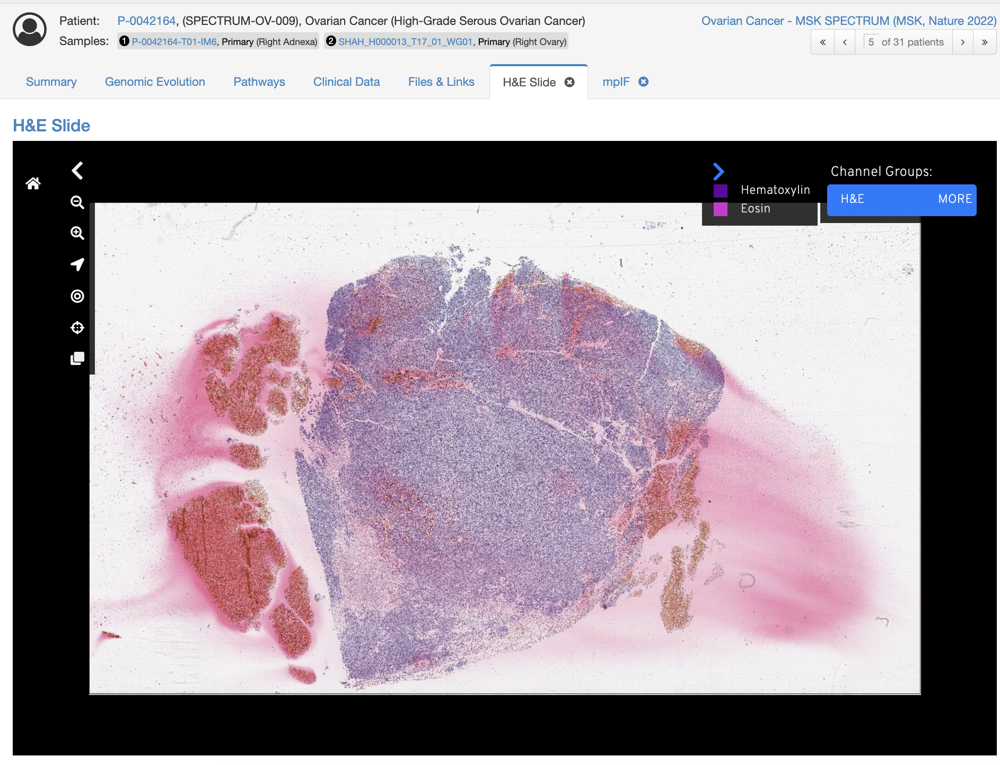 Patient: P-0042164, (SPECTRUM-OV-009), Ovarian Cancer (High-Grade Serous Ovarian Cancer)
Ovarian Cancer - MSK SPECTRUM (MSK, Nature 2022)
Samples: 1 P-0042164-T01-IM6, Primary (Right Adnexa) 2 SHAH_H000013_T17_01_WG01, Primary (Right Ovary)
« ‹ 5 of 31 patients › »
Summary Genomic Evolution Pathways Clinical Data Files & Links H&E Slide mpIF
H&E Slide
Hematoxylin
Eosin
Channel Groups:
H&E MORE